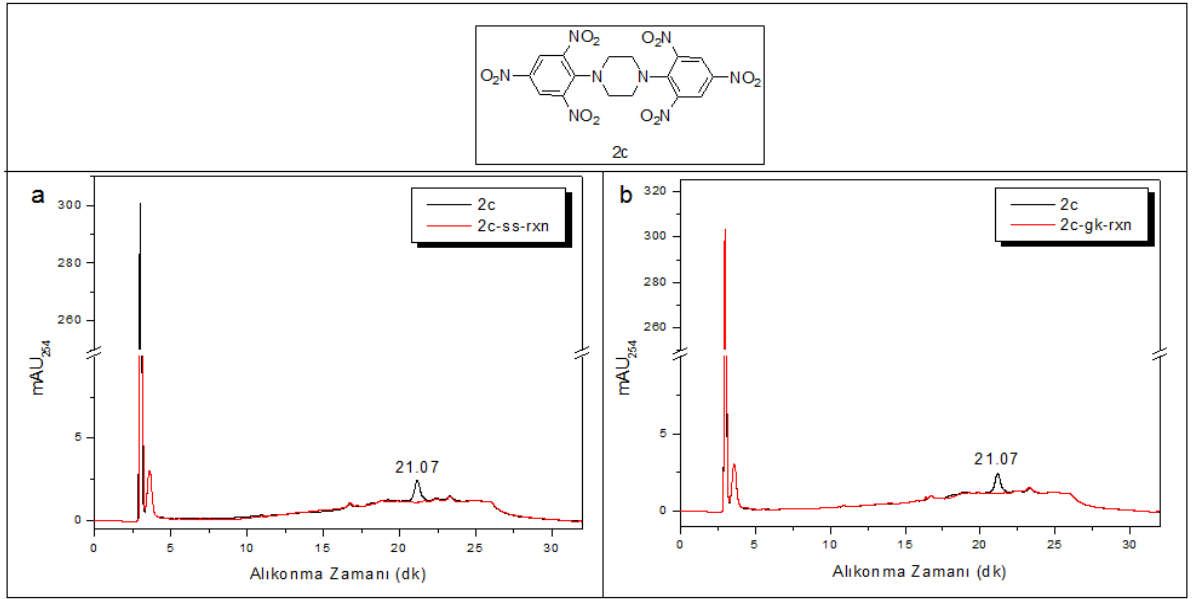 NO₂ O₂N
O₂N N N NO₂
NO₂ O₂N
2c
a
2c
2c-ss-rxn
300
280
260
5
0
mAU₂₅₄
21.07
0 5 10 15 20 25 30
Alıkonma Zamanı (dk)
b
2c
2c-gk-rxn
320
300
280
260
5
0
mAU₂₅₄
21.07
0 5 10 15 20 25 30
Alıkonma Zamanı (dk)